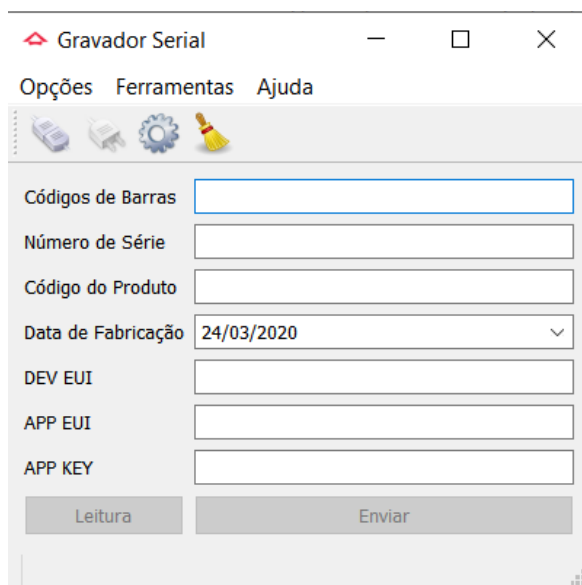 Gravador Serial
Opções Ferramentas Ajuda
Códigos de Barras
Número de Série
Código do Produto
Data de Fabricação 24/03/2020
DEV EUI
APP EUI
APP KEY
Leitura Enviar